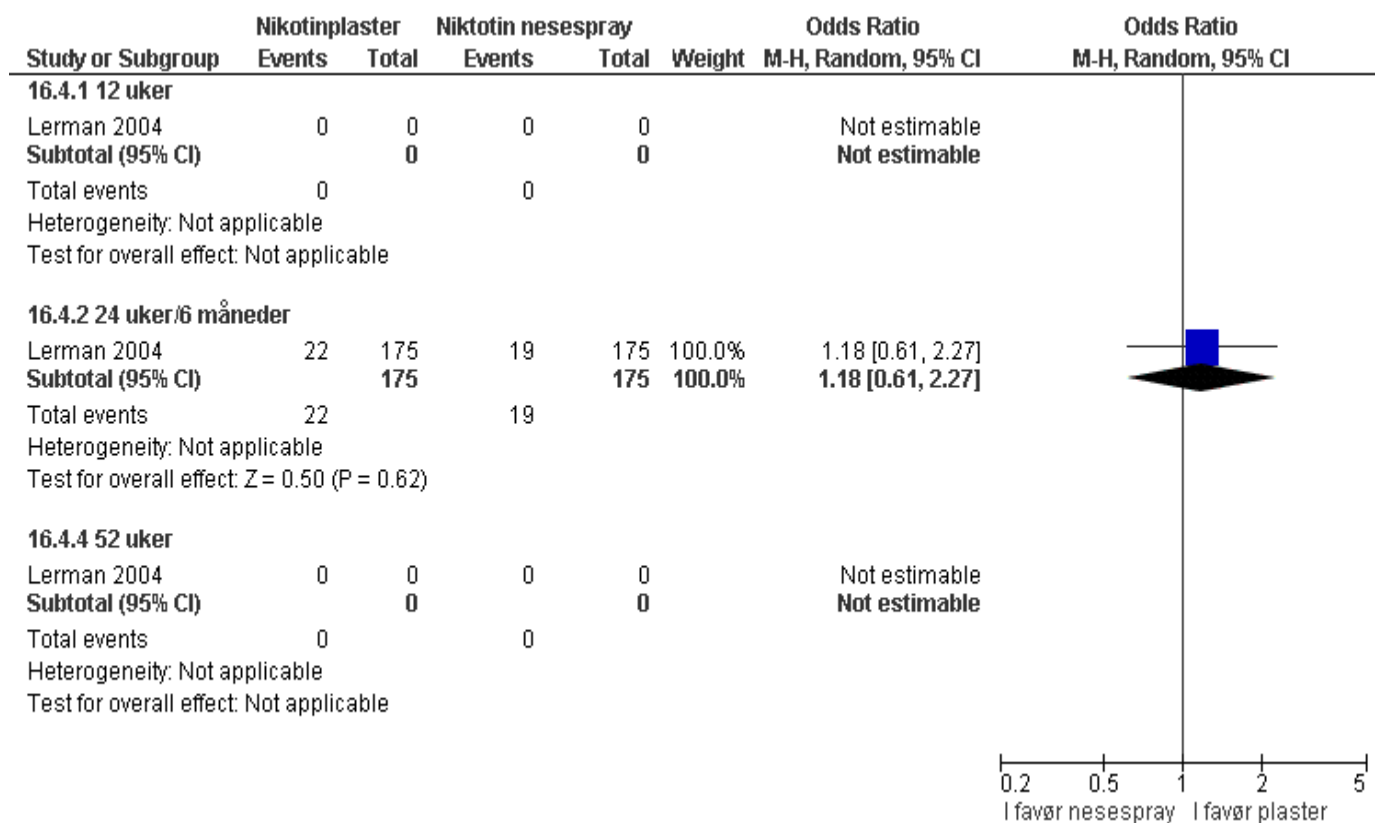 Nikotinplaster Niktotin nesespray Odds Ratio Odds Ratio
Study or Subgroup Events Total Events Total Weight M-H, Random, 95% CI M-H, Random, 95% CI
16.4.1 12 uker
Lerman 2004 0 0 0 0 Not estimable
Subtotal (95% CI) 0 0 Not estimable
Total events 0 0
Heterogeneity: Not applicable
Test for overall effect: Not applicable
16.4.2 24 uker/6 måneder
Lerman 2004 22 175 19 175 100.0% 1.18 [0.61, 2.27]
Subtotal (95% CI) 175 175 100.0% 1.18 [0.61, 2.27]
Total events 22 19
Heterogeneity: Not applicable
Test for overall effect: Z = 0.50 (P = 0.62)
16.4.4 52 uker
Lerman 2004 0 0 0 0 Not estimable
Subtotal (95% CI) 0 0 Not estimable
Total events 0 0
Heterogeneity: Not applicable
Test for overall effect: Not applicable
0.2 0.5 1 2 5
I favør nesespray I favør plaster